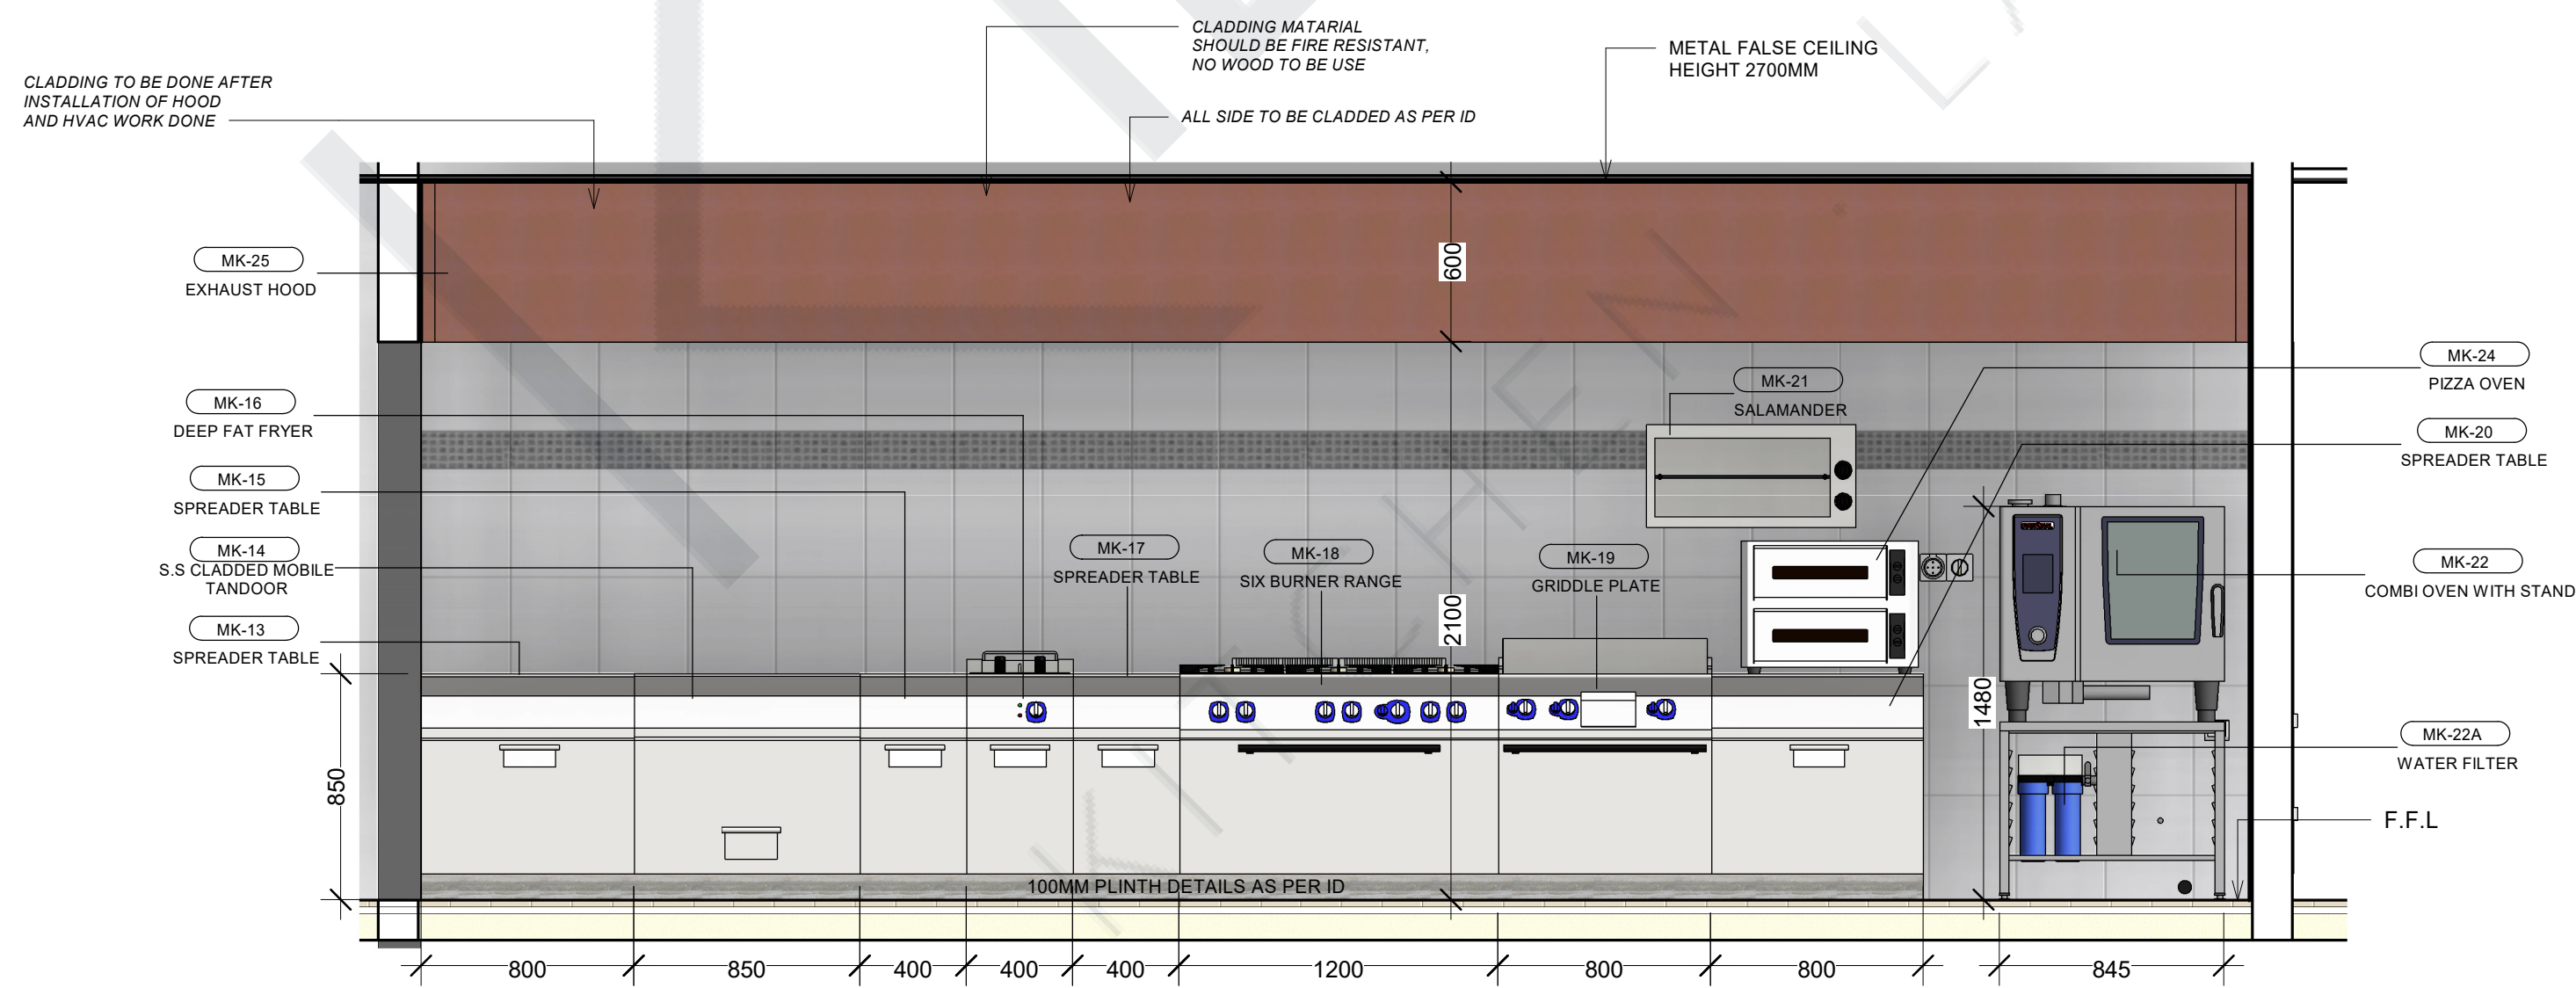 CLADDING MATARIAL
SHOULD BE FIRE RESISTANT,
NO WOOD TO BE USE
METAL FALSE CEILING
HEIGHT 2700MM
CLADDING TO BE DONE AFTER
INSTALLATION OF HOOD
AND HVAC WORK DONE
ALL SIDE TO BE CLADDED AS PER ID
MK-25
EXHAUST HOOD
600
MK-24
PIZZA OVEN
MK-21
SALAMANDER
MK-16
DEEP FAT FRYER
MK-20
SPREADER TABLE
MK-15
SPREADER TABLE
MK-14
S.S CLADDED MOBILE
TANDOOR
MK-17
SPREADER TABLE
MK-18
SIX BURNER RANGE
MK-19
GRIDDLE PLATE
MK-22
COMBI OVEN WITH STAND
2100
MK-13
SPREADER TABLE
1480
MK-22A
WATER FILTER
850
F.F.L
100MM PLINTH DETAILS AS PER ID
800 850 400 400 400 1200 800 800 845
KITCHEN